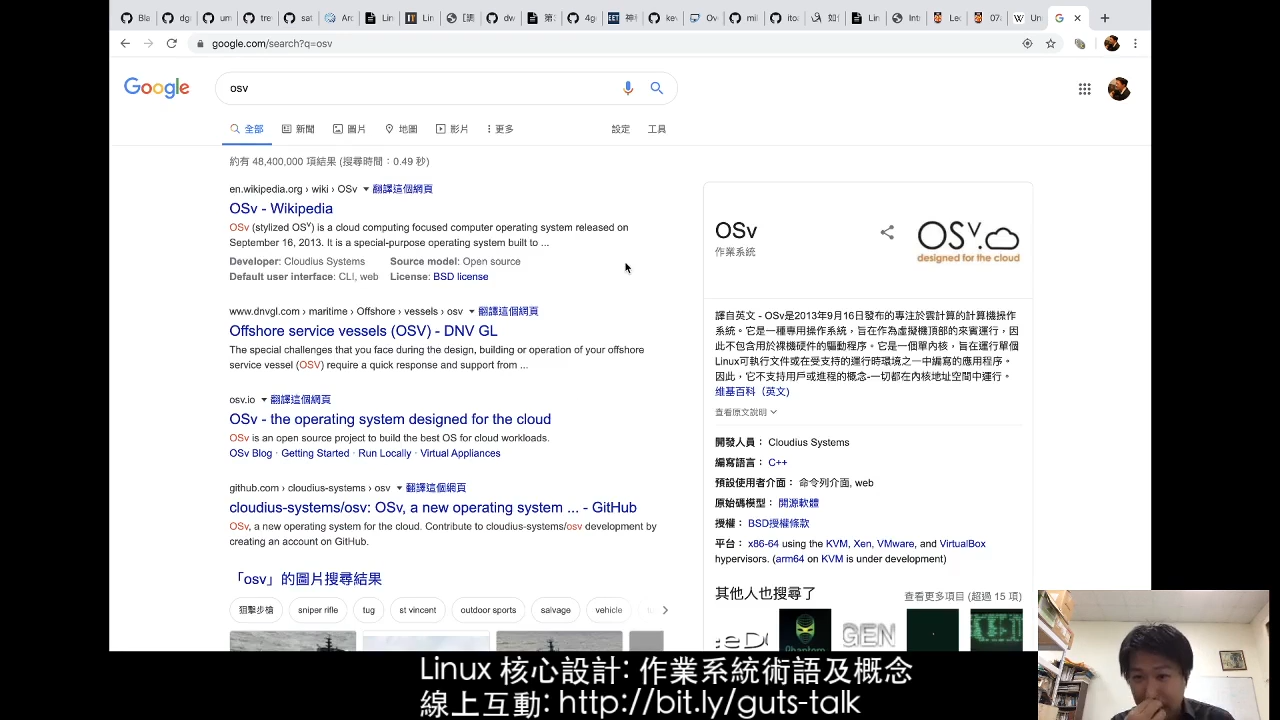 google.com/search?q=osv
Google
osv
全部 新聞 圖片 地圖 影片 更多 設定 工具
約有 48,400,000 項結果 (搜尋時間：0.49 秒)
en.wikipedia.org › wiki › OSv 翻譯這個網頁
OSv - Wikipedia
OSv (stylized OSv) is a cloud computing focused computer operating system released on
September 16, 2013. It is a special-purpose operating system built to ...
Developer: Cloudius Systems Source model: Open source
Default user interface: CLI, web License: BSD license
www.dnvgl.com › maritime › Offshore › vessels › osv 翻譯這個網頁
Offshore service vessels (OSV) - DNV GL
The special challenges that you face during the design, building or operation of your offshore
service vessel (OSV) require a quick response and support from ...
osv.io 翻譯這個網頁
OSv - the operating system designed for the cloud
OSv is an open source project to build the best OS for cloud workloads.
OSv Blog · Getting Started · Run Locally · Virtual Appliances
github.com › cloudius-systems › osv 翻譯這個網頁
cloudius-systems/osv: OSv, a new operating system ... - GitHub
OSv, a new operating system for the cloud. Contribute to cloudius-systems/osv development by
creating an account on GitHub.
「osv」的圖片搜尋結果
狙擊步槍 sniper rifle tug st vincent outdoor sports salvage vehicle
OSv
作業系統
OSv
designed for the cloud
譯自英文 - OSv是2013年9月16日發布的專注於雲計算的計算機操作
系統。它是一種專用操作系統，旨在作為虛擬機頂部的來賓運行，因
此不包含用於裸機硬件的驅動程序。它是一個單內核，旨在運行單個
Linux可執行文件或在受支持的運行時環境之一中編寫的應用程序。
因此，它不支持用戶或進程的概念-一切都在內核地址空間中運行。
維基百科（英文）
查看原文說明
開發人員： Cloudius Systems
編寫語言： C++
預設使用者介面： 命令列介面, web
原始碼模型： 開源軟體
授權： BSD授權條款
平台： x86-64 using the KVM, Xen, VMware, and VirtualBox
hypervisors. (arm64 on KVM is under development)
其他人也搜尋了 查看更多項目 (超過 15 項)
Linux 核心設計: 作業系統術語及概念
線上互動: http://bit.ly/guts-talk